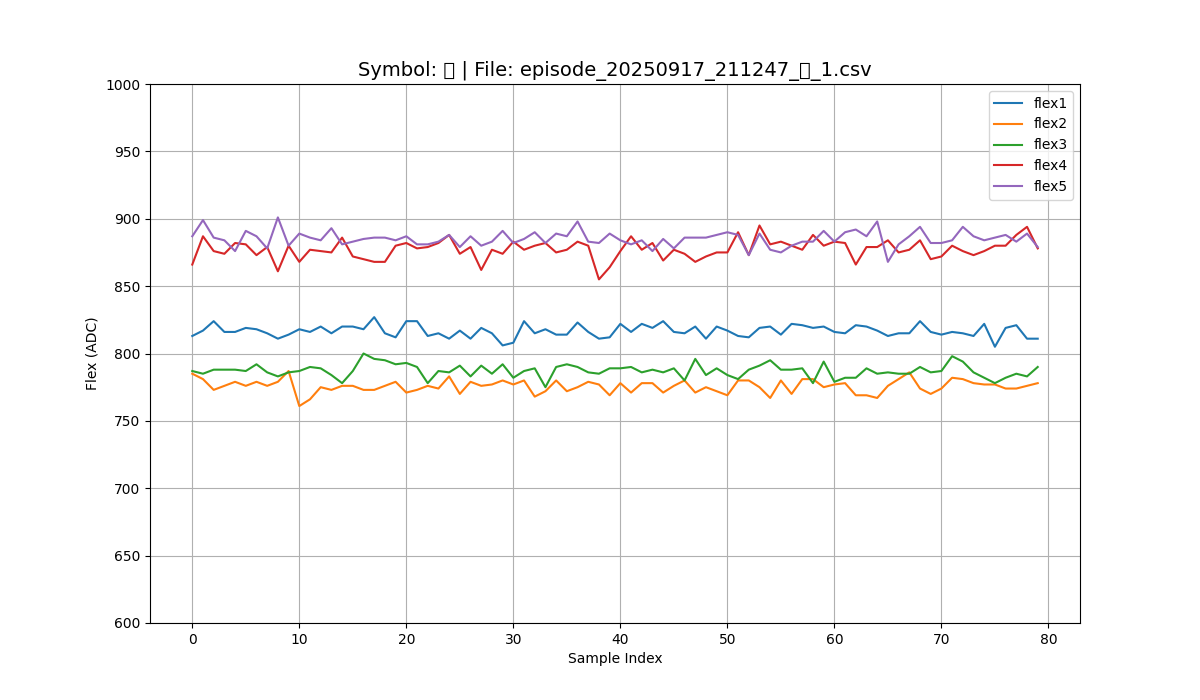 Symbol: | File: episode_20250917_211247_ _1.csv
1000
950
900
850
800
750
700
650
600
Flex (ADC)
0 10 20 30 40 50 60 70 80
Sample Index
flex1
flex2
flex3
flex4
flex5